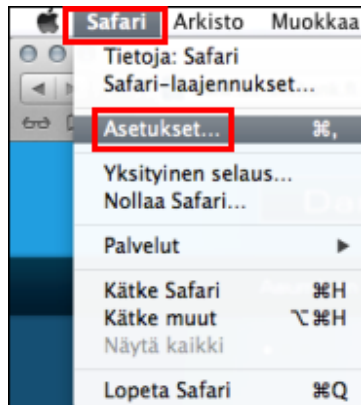 Safari Arkisto Muokkaa
Tietoja: Safari
Safari-laajennukset...
Asetukset... ⌘,
Yksityinen selaus...
Nollaa Safari...
Palvelut ▶
Kätke Safari ⌘H
Kätke muut ⌥⌘H
Näytä kaikki
Lopeta Safari ⌘Q